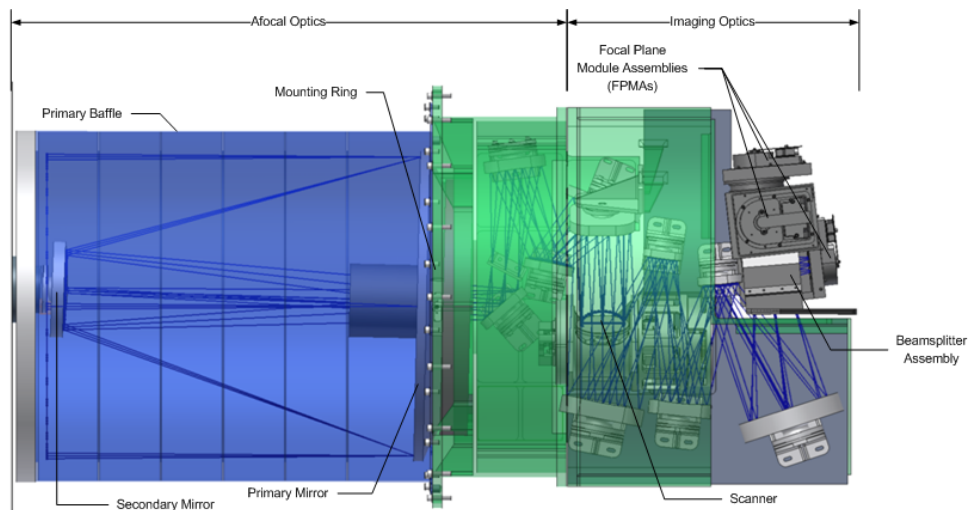 Afocal Optics
Imaging Optics
Focal Plane
Module Assemblies
(FPMAs)
Mounting Ring
Primary Baffle
Beamsplitter
Assembly
Primary Mirror
Scanner
Secondary Mirror